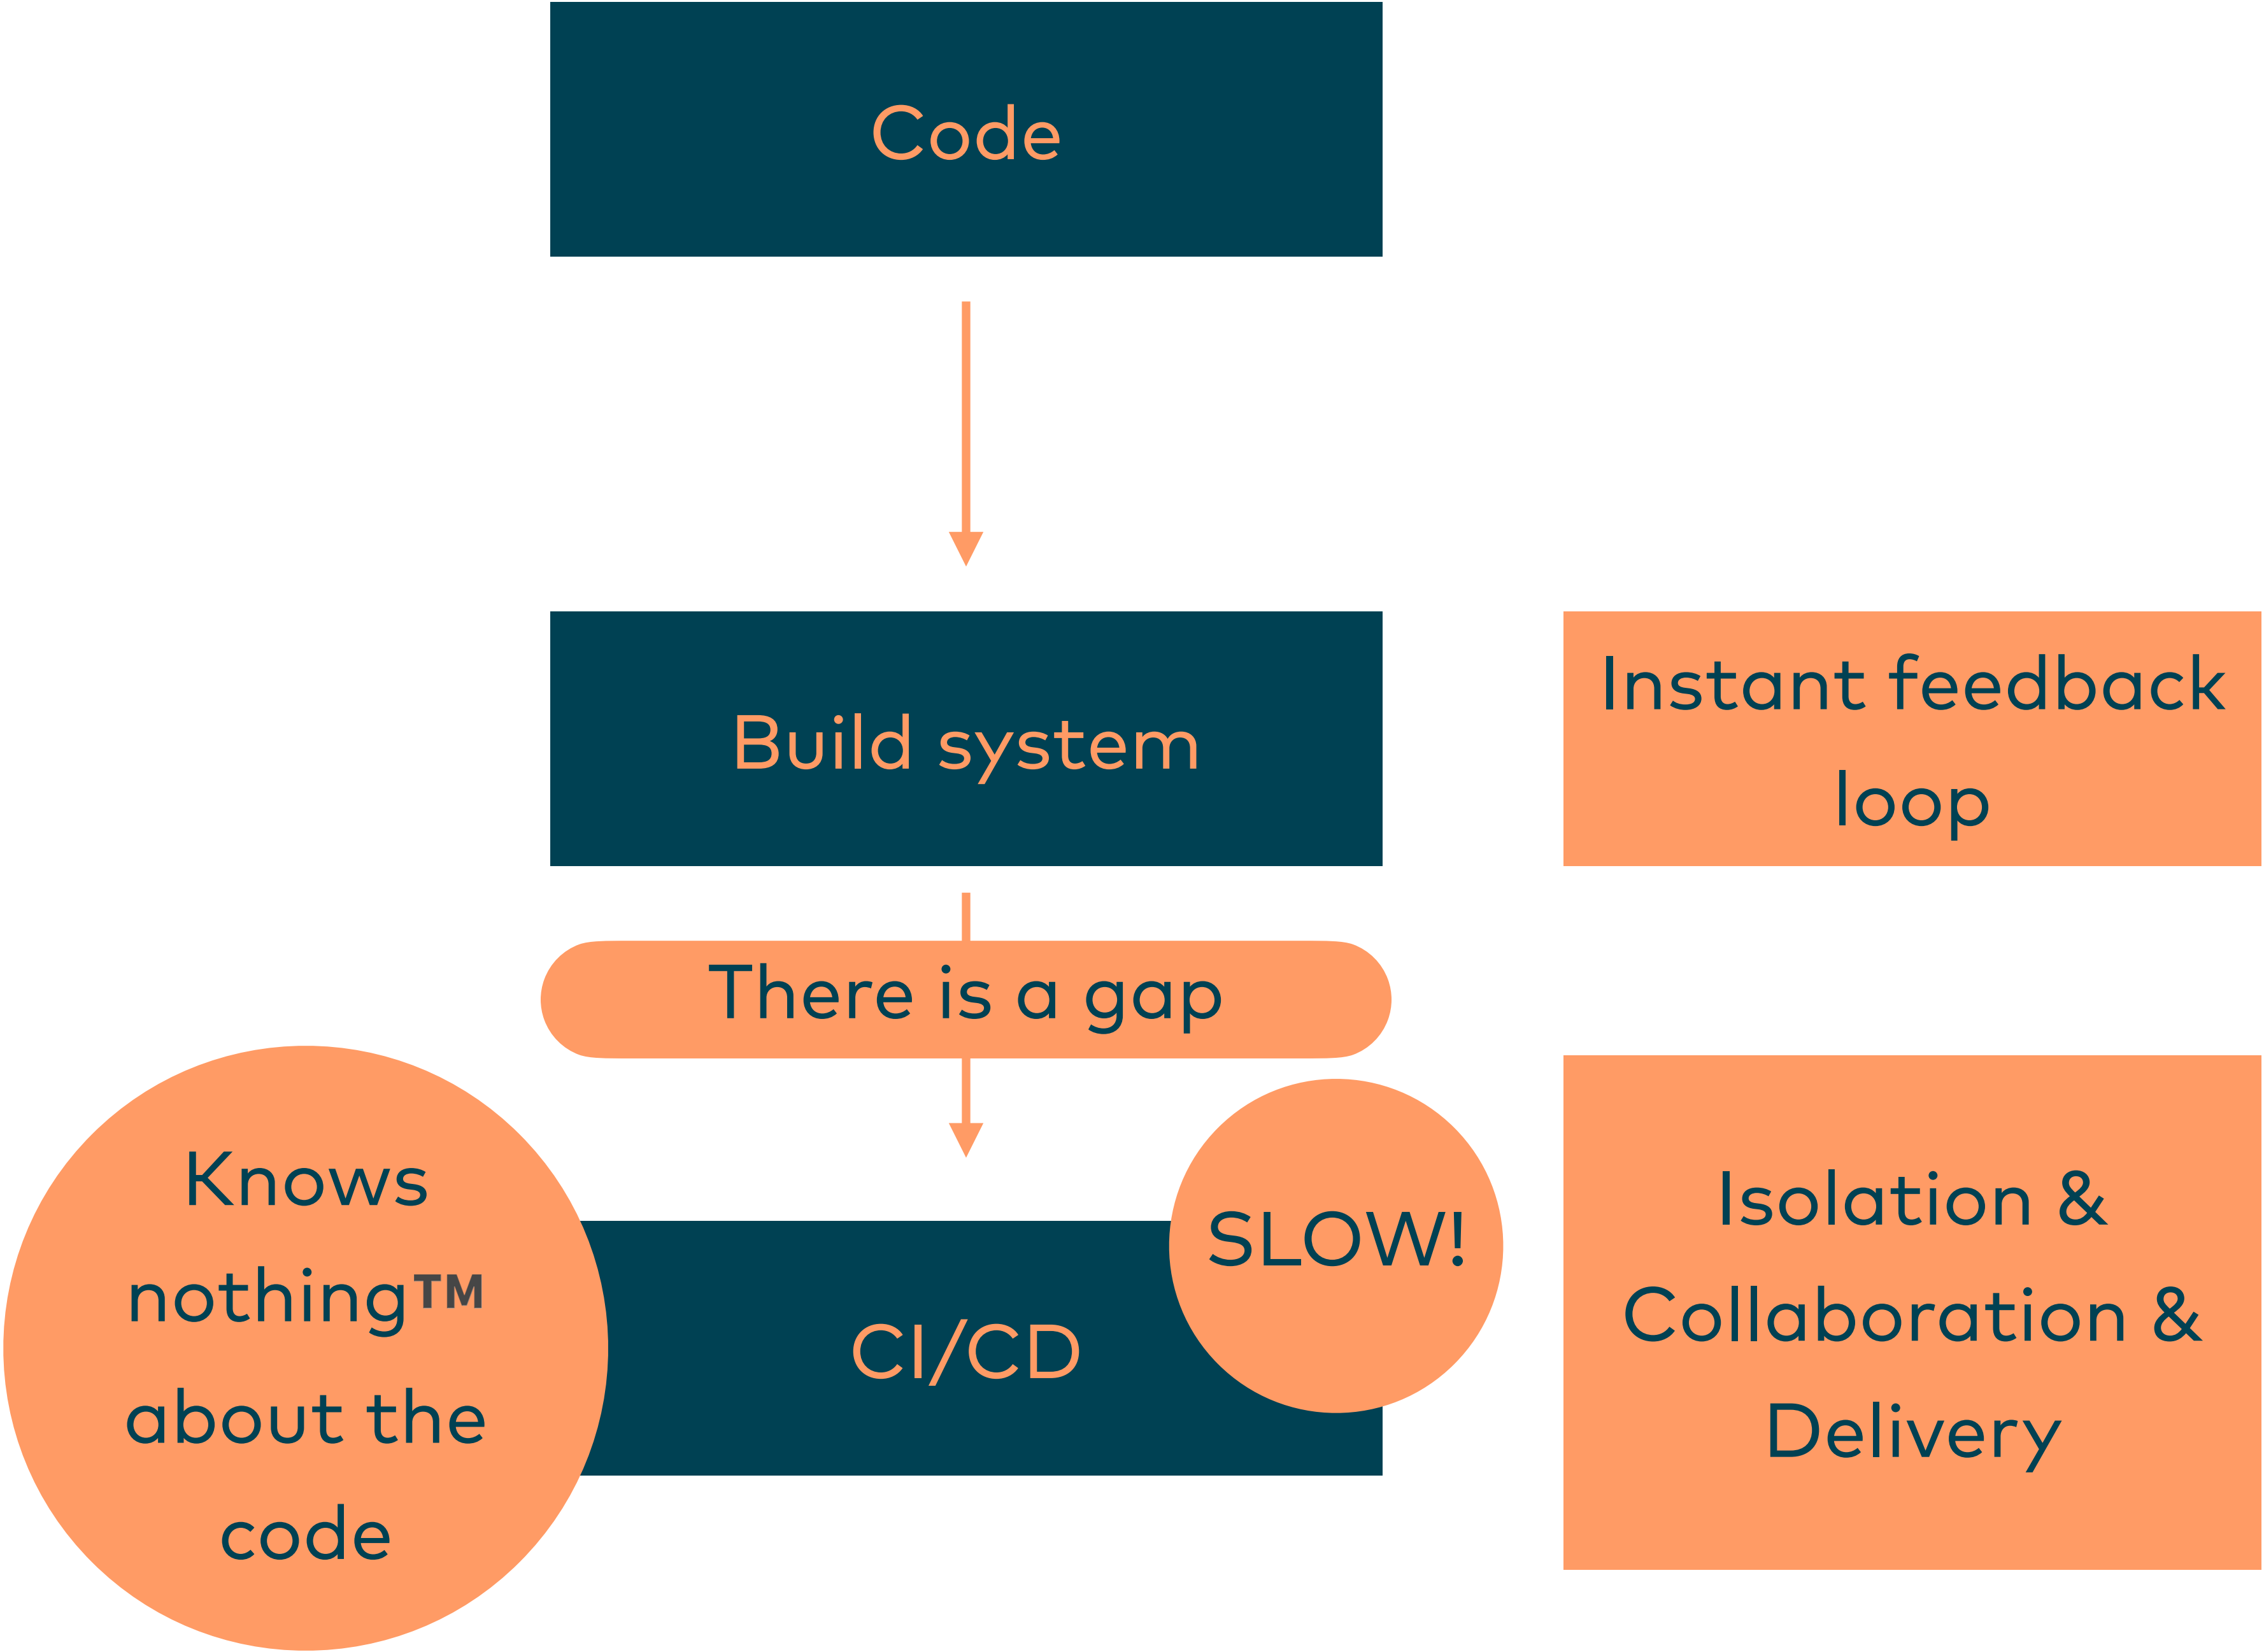 Code
Build system
Instant feedback
loop
There is a gap
Knows
nothing™
about the
code
CI/CD
SLOW!
Isolation &
Collaboration &
Delivery